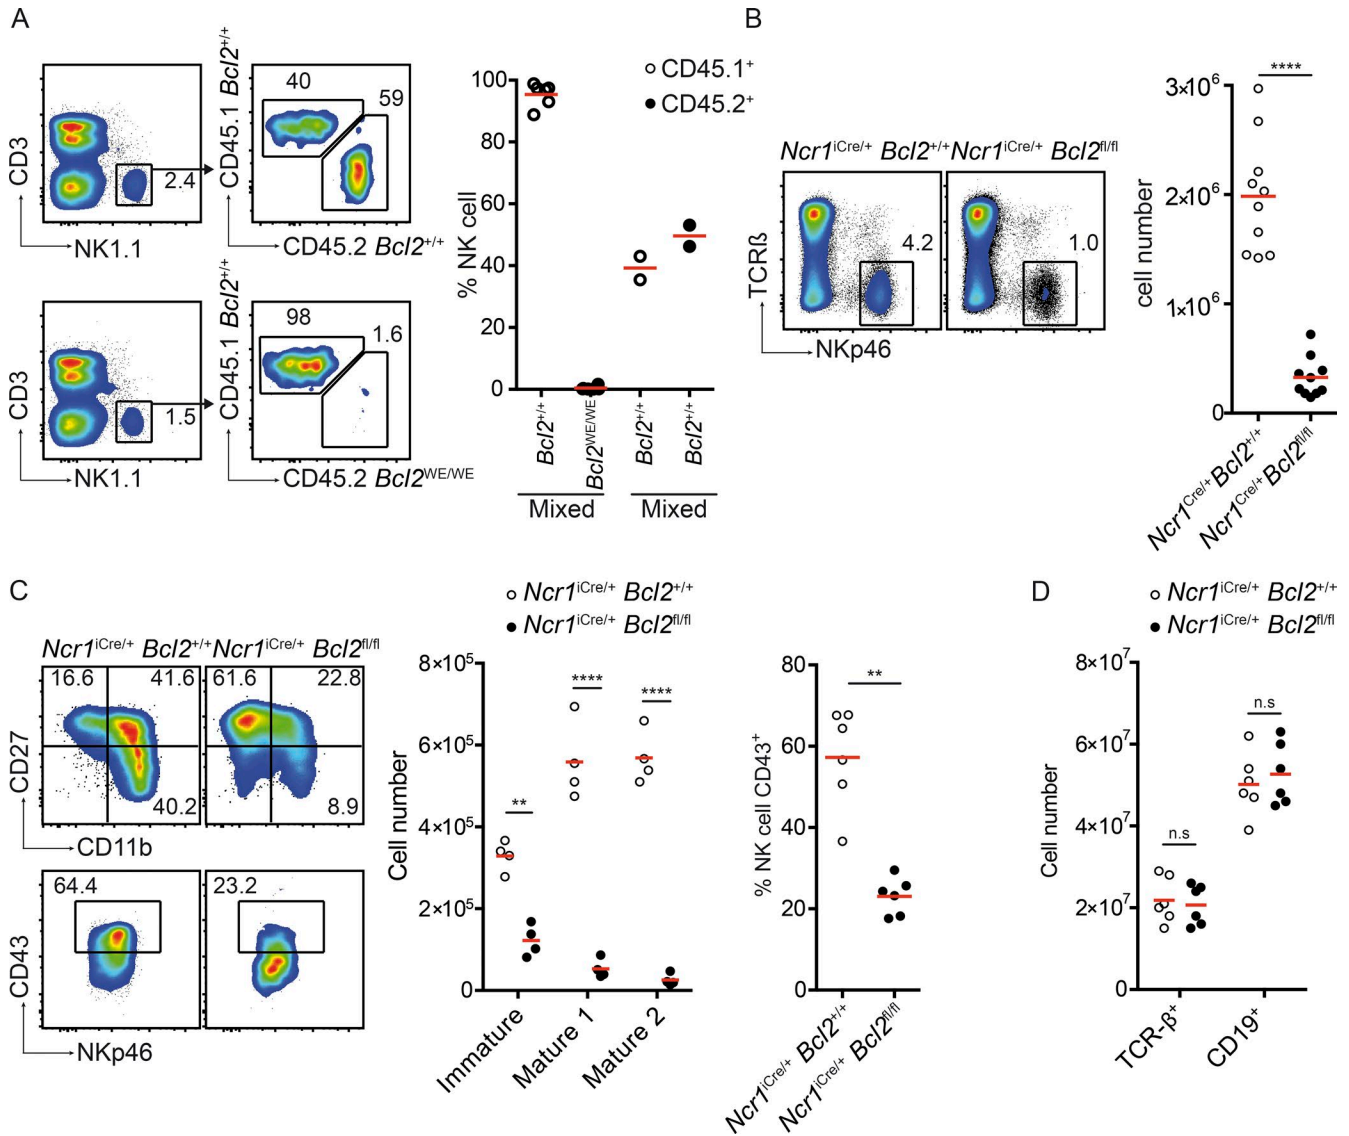 A
CD3
NK1.1
2.4
CD45.1 Bcl2+/+
40
59
CD45.2 Bcl2+/+
CD3
NK1.1
1.5
CD45.1 Bcl2+/+
98
1.6
CD45.2 Bcl2WE/WE
CD45.1+
CD45.2+
% NK cell
100
80
60
40
20
0
Bcl2+/+
Bcl2WE/WE
Bcl2+/+
Bcl2+/+
Mixed
Mixed
B
Ncr1iCre/+ Bcl2+/+
Ncr1iCre/+ Bcl2fl/fl
TCRß
NKp46
4.2
1.0
****
cell number
3×10⁶
2×10⁶
1×10⁶
0
Ncr1Cre/+ Bcl2+/+
Ncr1Cre/+ Bcl2fl/fl
C
Ncr1iCre/+ Bcl2+/+
Ncr1iCre/+ Bcl2fl/fl
16.6
41.6
40.2
61.6
22.8
8.9
CD27
CD11b
64.4
23.2
CD43
NKp46
Ncr1iCre/+ Bcl2+/+
Ncr1iCre/+ Bcl2fl/fl
Cell number
8×10⁵
6×10⁵
4×10⁵
2×10⁵
0
**
****
****
Immature
Mature 1
Mature 2
% NK cell CD43+
80
60
40
20
0
**
Ncr1iCre/+ Bcl2+/+
Ncr1iCre/+ Bcl2fl/fl
D
Ncr1iCre/+ Bcl2+/+
Ncr1iCre/+ Bcl2fl/fl
Cell number
8×10⁷
6×10⁷
4×10⁷
2×10⁷
0
n.s
n.s
TCR-β+
CD19+